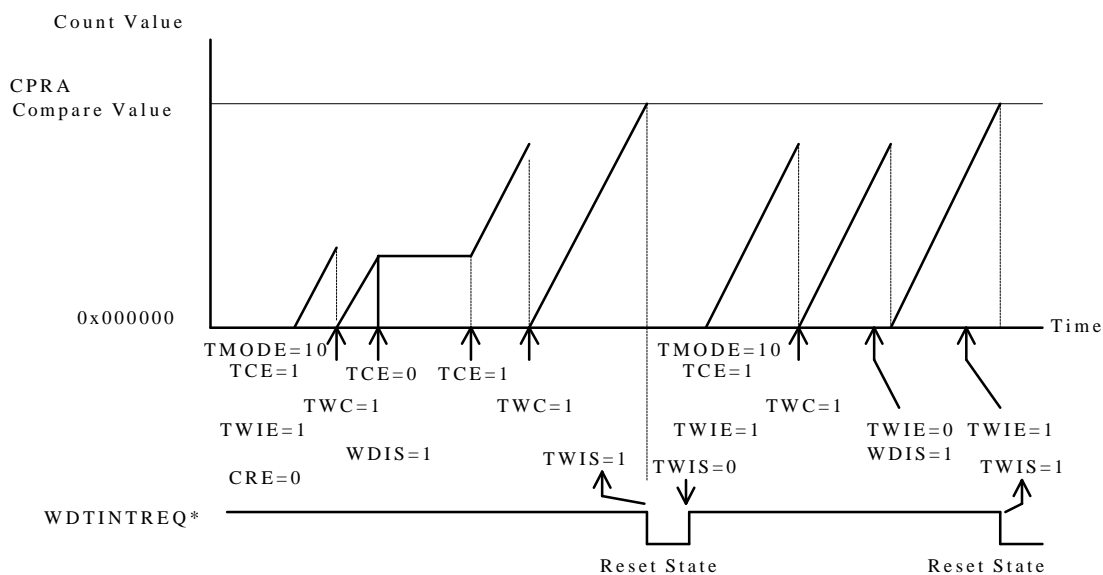 Count Value
CPRA
Compare Value
0x000000
Time
TMODE=10
TCE=1
TCE=0
TCE=1
TMODE=10
TCE=1
TWC=1
TWC=1
TWC=1
TWIE=1
TWIE=1
TWIE=0
TWIE=1
WDIS=1
WDIS=1
TWIS=1
TWIS=0
TWIS=1
CRE=0
WDTINTREQ*
Reset State
Reset State